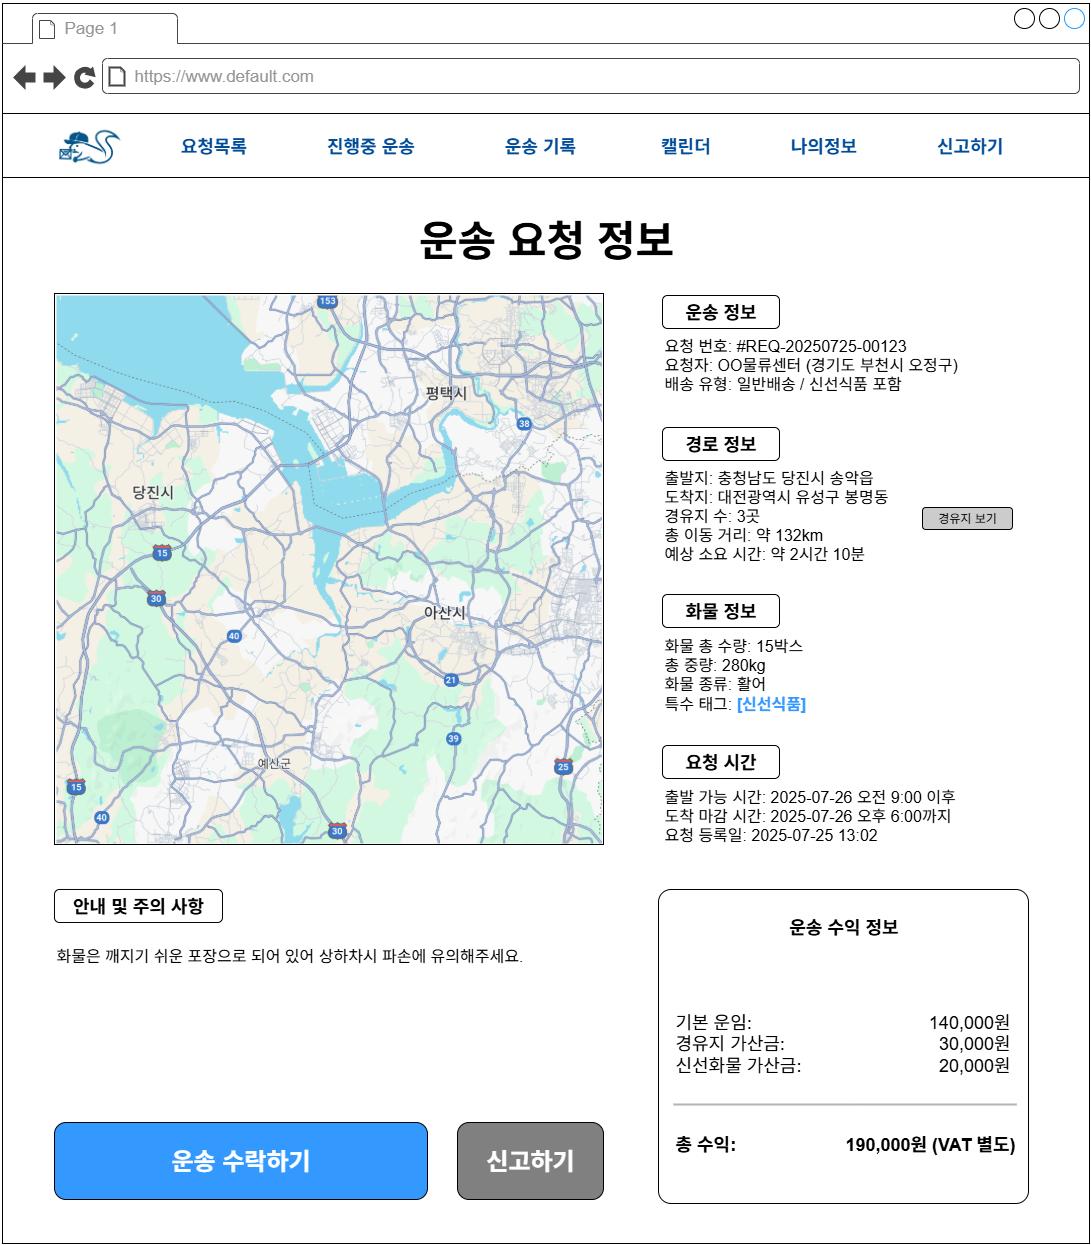 Page 1
https://www.default.com
요청목록
진행중 운송
운송 기록
캘린더
나의정보
신고하기
운송 요청 정보
153
평택시
38
당진시
15
30
40
아산시
21
39
예산군
25
15
40
30
운송 정보
요청 번호: #REQ-20250725-00123
요청자: OO물류센터 (경기도 부천시 오정구)
배송 유형: 일반배송 / 신선식품 포함
경로 정보
출발지: 충청남도 당진시 송악읍
도착지: 대전광역시 유성구 봉명동
경유지 수: 3곳
총 이동 거리: 약 132km
예상 소요 시간: 약 2시간 10분
경유지 보기
화물 정보
화물 총 수량: 15박스
총 중량: 280kg
화물 종류: 활어
특수 태그: [신선식품]
요청 시간
출발 가능 시간: 2025-07-26 오전 9:00 이후
도착 마감 시간: 2025-07-26 오후 6:00까지
요청 등록일: 2025-07-25 13:02
안내 및 주의 사항
화물은 깨지기 쉬운 포장으로 되어 있어 상하차시 파손에 유의해주세요.
운송 수락하기
신고하기
운송 수익 정보
기본 운임: 140,000원
경유지 가산금: 30,000원
신선화물 가산금: 20,000원
총 수익: 190,000원 (VAT 별도)